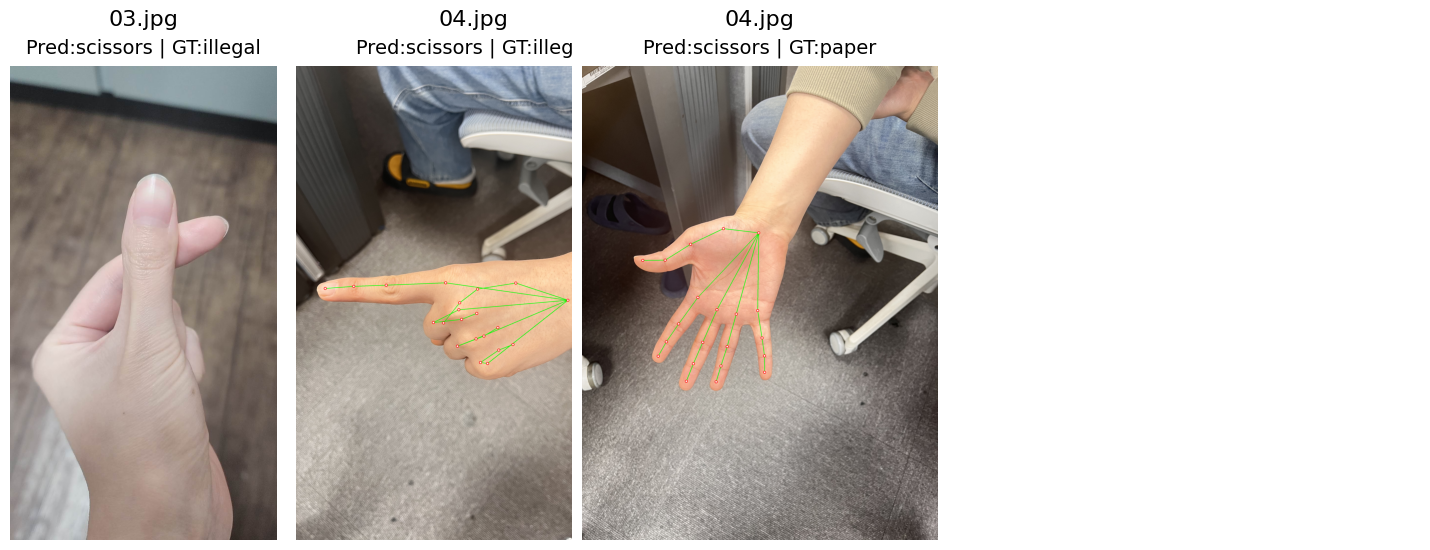 03.jpg
Pred:scissors | GT:illegal
04.jpg
Pred:scissors | GT:illeg
04.jpg
Pred:scissors | GT:paper